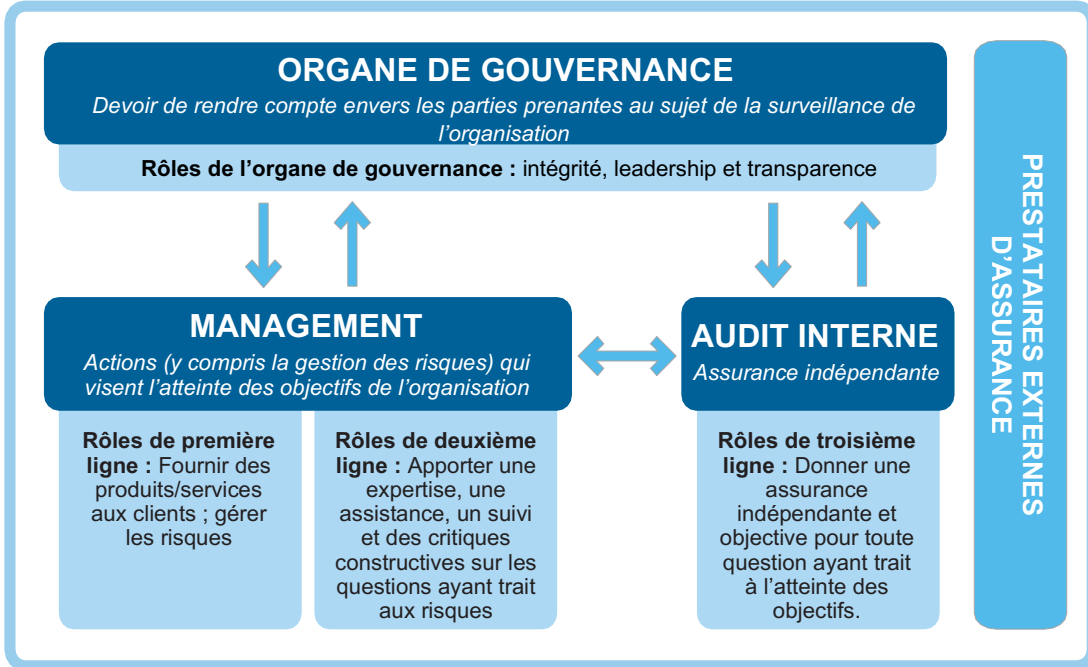 ORGANE DE GOUVERNANCE
Devoir de rendre compte envers les parties prenantes au sujet de la surveillance de
l’organisation
Rôles de l’organe de gouvernance : intégrité, leadership et transparence
MANAGEMENT
Actions (y compris la gestion des risques) qui
visent l’atteinte des objectifs de l’organisation
Rôles de première
ligne : Fournir des
produits/services
aux clients ; gérer
les risques
Rôles de deuxième
ligne : Apporter une
expertise, une
assistance, un suivi
et des critiques
constructives sur les
questions ayant trait
aux risques
AUDIT INTERNE
Assurance indépendante
Rôles de troisième
ligne : Donner une
assurance
indépendante et
objective pour toute
question ayant trait
à l’atteinte des
objectifs.
PRESTATAIRES EXTERNES
D’ASSURANCE